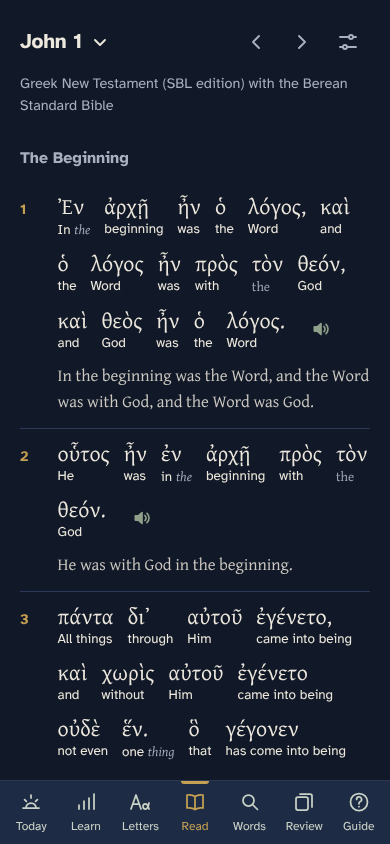 John 1
Greek New Testament (SBL edition) with the Berean
Standard Bible
The Beginning
1 Ἐν ἀρχῇ ἦν ὁ λόγος, καὶ
In the beginning was the Word and
ὁ λόγος ἦν πρὸς τὸν θεόν,
the Word was with the God
καὶ θεὸς ἦν ὁ λόγος.
and God was the Word
In the beginning was the Word, and the Word
was with God, and the Word was God.
2 οὗτος ἦν ἐν ἀρχῇ πρὸς τὸν
He was in the beginning with the
θεόν.
God
He was with God in the beginning.
3 πάντα δι’ αὐτοῦ ἐγένετο,
All things through Him came into being
καὶ χωρὶς αὐτοῦ ἐγένετο
and without Him came into being
οὐδὲ ἕν. ὃ γέγονεν
not even one thing that has come into being
Today Learn Letters Read Words Review Guide